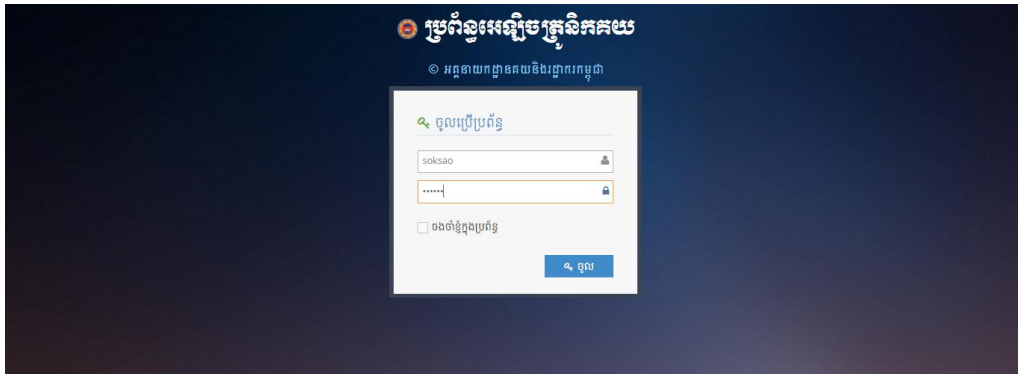 ប្រព័ន្ធអេឡិចត្រូនិកគយ
© អគ្គនាយកដ្ឋានគយនិងរដ្ឋាករកម្ពុជា
ចូលប្រើប្រព័ន្ធ
soksao
••••••
ចងចាំខ្ញុំក្នុងប្រព័ន្ធ
ចូល